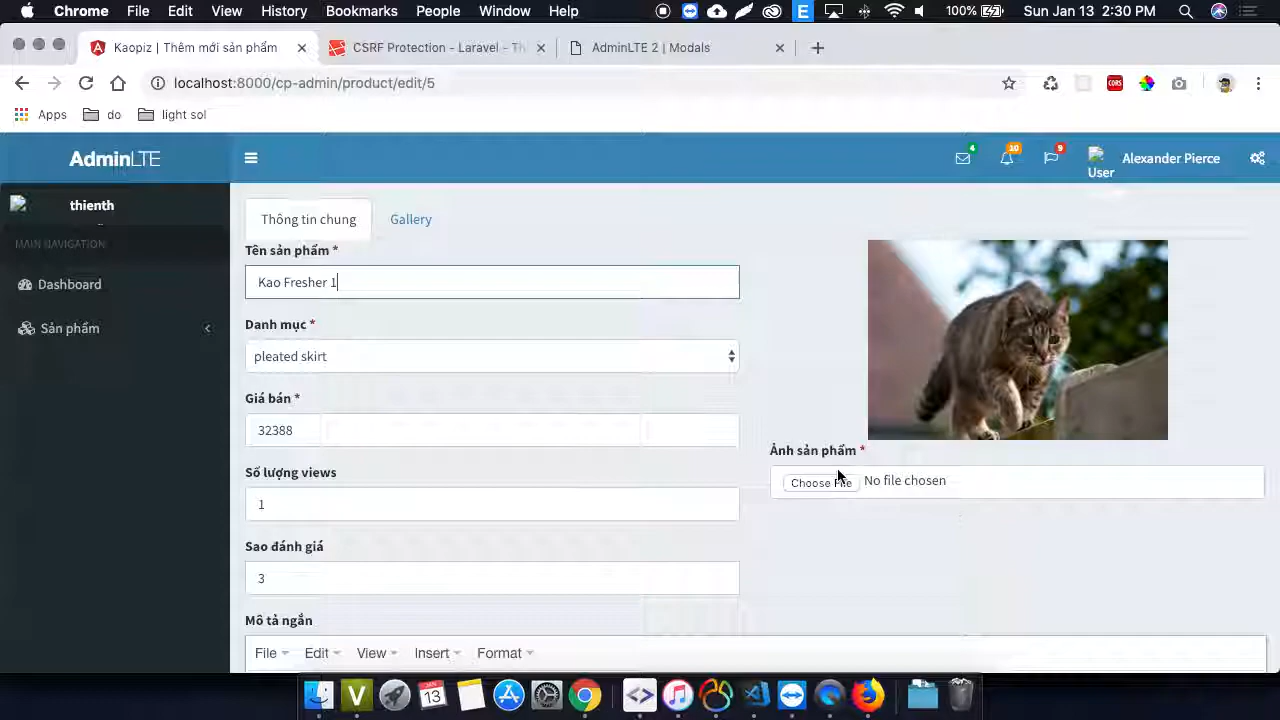 Chrome File Edit View History Bookmarks People Window Help 100% Sun Jan 13 2:30 PM
Kaopiz | Thêm mới sản phẩm CSRF Protection - Laravel - Th AdminLTE 2 | Modals
localhost:8000/cp-admin/product/edit/5
Apps do light sol
AdminLTE 4 10 9 User Alexander Pierce
thienth
MAIN NAVIGATION
Dashboard
Sản phẩm
Thông tin chung Gallery
Tên sản phẩm *
Kao Fresher 1
Danh mục *
pleated skirt
Giá bán *
32388
Ảnh sản phẩm *
Choose File No file chosen
Số lượng views
1
Sao đánh giá
3
Mô tả ngắn
File Edit View Insert Format